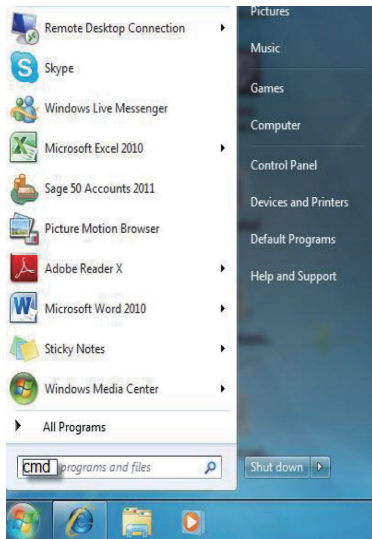 Remote Desktop Connection
Skype
Windows Live Messenger
Microsoft Excel 2010
Sage 50 Accounts 2011
Picture Motion Browser
Adobe Reader X
Microsoft Word 2010
Sticky Notes
Windows Media Center
All Programs
cmd programs and files
Pictures
Music
Games
Computer
Control Panel
Devices and Printers
Default Programs
Help and Support
Shut down